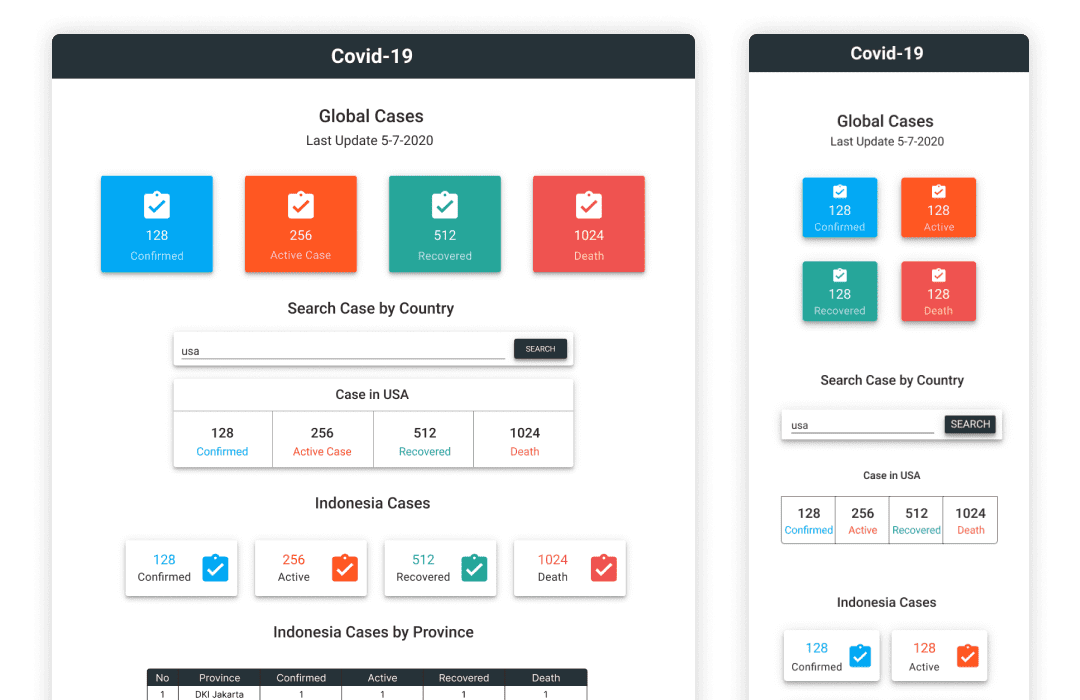 Covid-19
Global Cases
Last Update 5-7-2020
128 256 512 1024
Confirmed Active Case Recovered Death
Search Case by Country
usa SEARCH
Case in USA
128 256 512 1024
Confirmed Active Case Recovered Death
Indonesia Cases
128 256 512 1024
Confirmed Active Recovered Death
Indonesia Cases by Province
No Province Confirmed Active Recovered Death
1 DKI Jakarta 1 1 1 1
Covid-19
Global Cases
Last Update 5-7-2020
128 128
Confirmed Active
128 128
Recovered Death
Search Case by Country
usa SEARCH
Case in USA
128 256 512 1024
Confirmed Active Recovered Death
Indonesia Cases
128 128
Confirmed Active